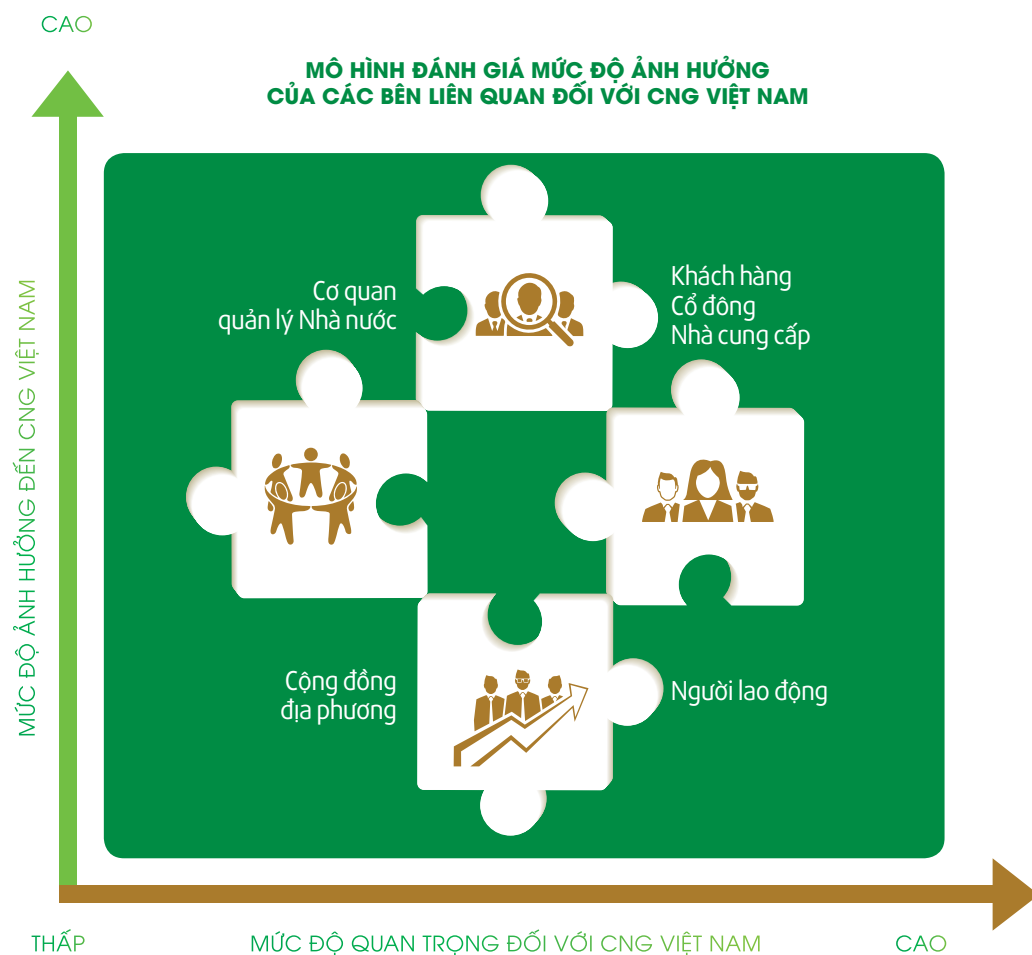 CAO
MÔ HÌNH ĐÁNH GIÁ MỨC ĐỘ ẢNH HƯỞNG
CỦA CÁC BÊN LIÊN QUAN ĐỐI VỚI CNG VIỆT NAM
MỨC ĐỘ ẢNH HƯỞNG ĐẾN CNG VIỆT NAM
Cơ quan
quản lý Nhà nước
Khách hàng
Cổ đông
Nhà cung cấp
Cộng đồng
địa phương
Người lao động
THẤP
MỨC ĐỘ QUAN TRỌNG ĐỐI VỚI CNG VIỆT NAM
CAO